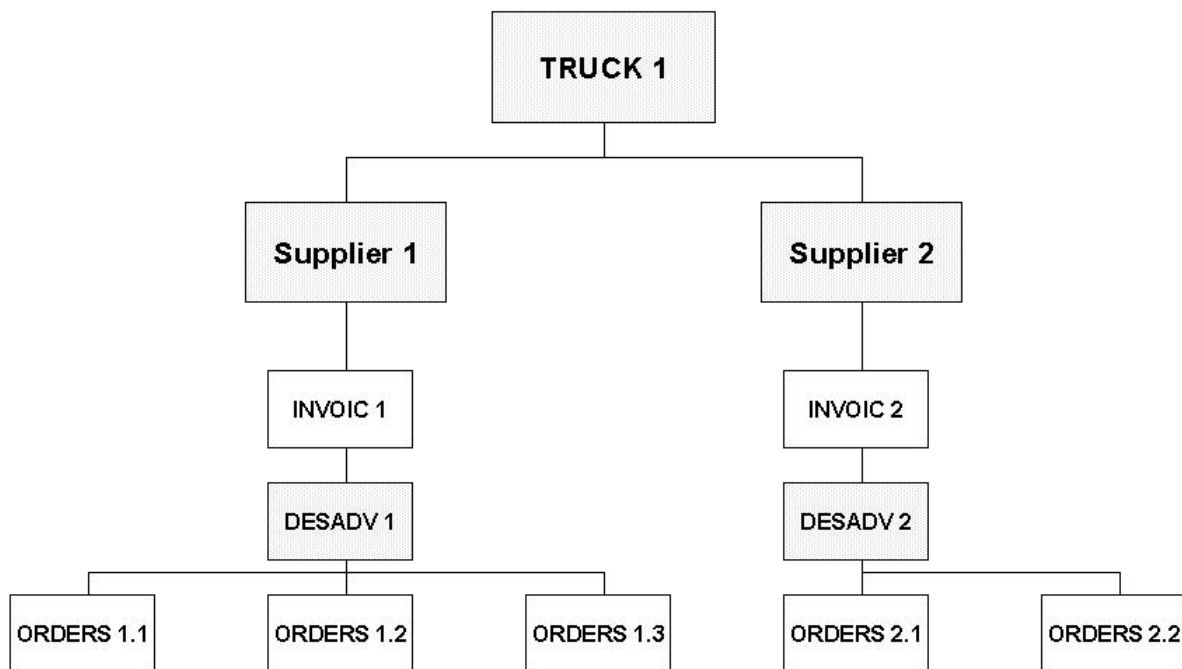 TRUCK 1
Supplier 1
Supplier 2
INVOIC 1
INVOIC 2
DESADV 1
DESADV 2
ORDERS 1.1
ORDERS 1.2
ORDERS 1.3
ORDERS 2.1
ORDERS 2.2